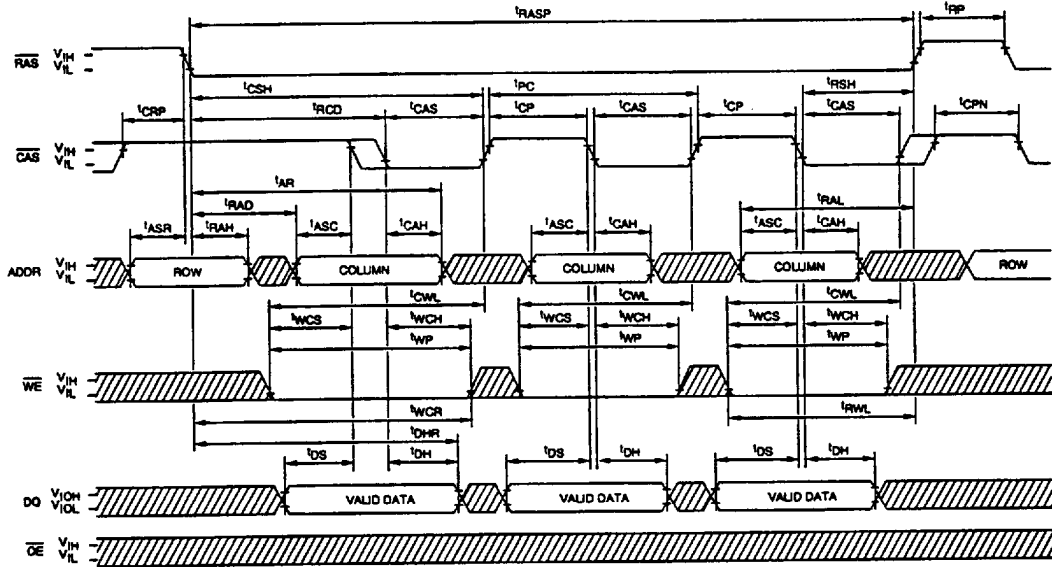 tRASP
tRP
RAS VIH VIL
tCSH
tPC
tRSH
tCRP
tRCD
tCAS
tCP
tCAS
tCP
tCAS
tCPN
CAS VIH VIL
tAR
tRAD
tRAL
tASR
tRAH
tASC
tCAH
tASC
tCAH
tASC
tCAH
ADDR VIH VIL
ROW
COLUMN
COLUMN
COLUMN
ROW
tCWL
tCWL
tCWL
tWCS
tWCH
tWCS
tWCH
tWCS
tWCH
tWP
tWP
tWP
WE VIH VIL
tWCR
tRWL
tDHR
tDS
tDH
tDS
tDH
tDS
tDH
DQ VIOH VIOL
VALID DATA
VALID DATA
VALID DATA
OE VIH VIL